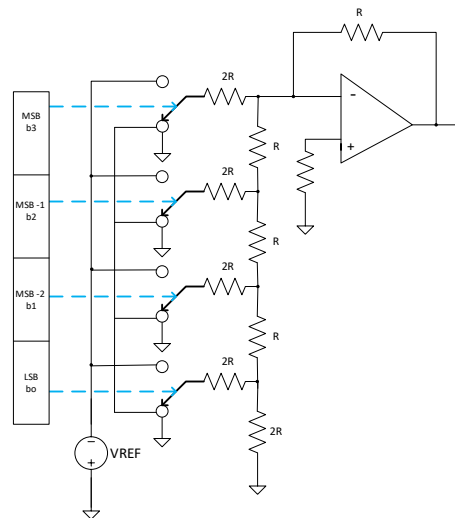 R
2R
MSB
b3
-
+
R
2R
MSB -1
b2
R
2R
MSB -2
b1
R
2R
LSB
bo
2R
-
+
VREF